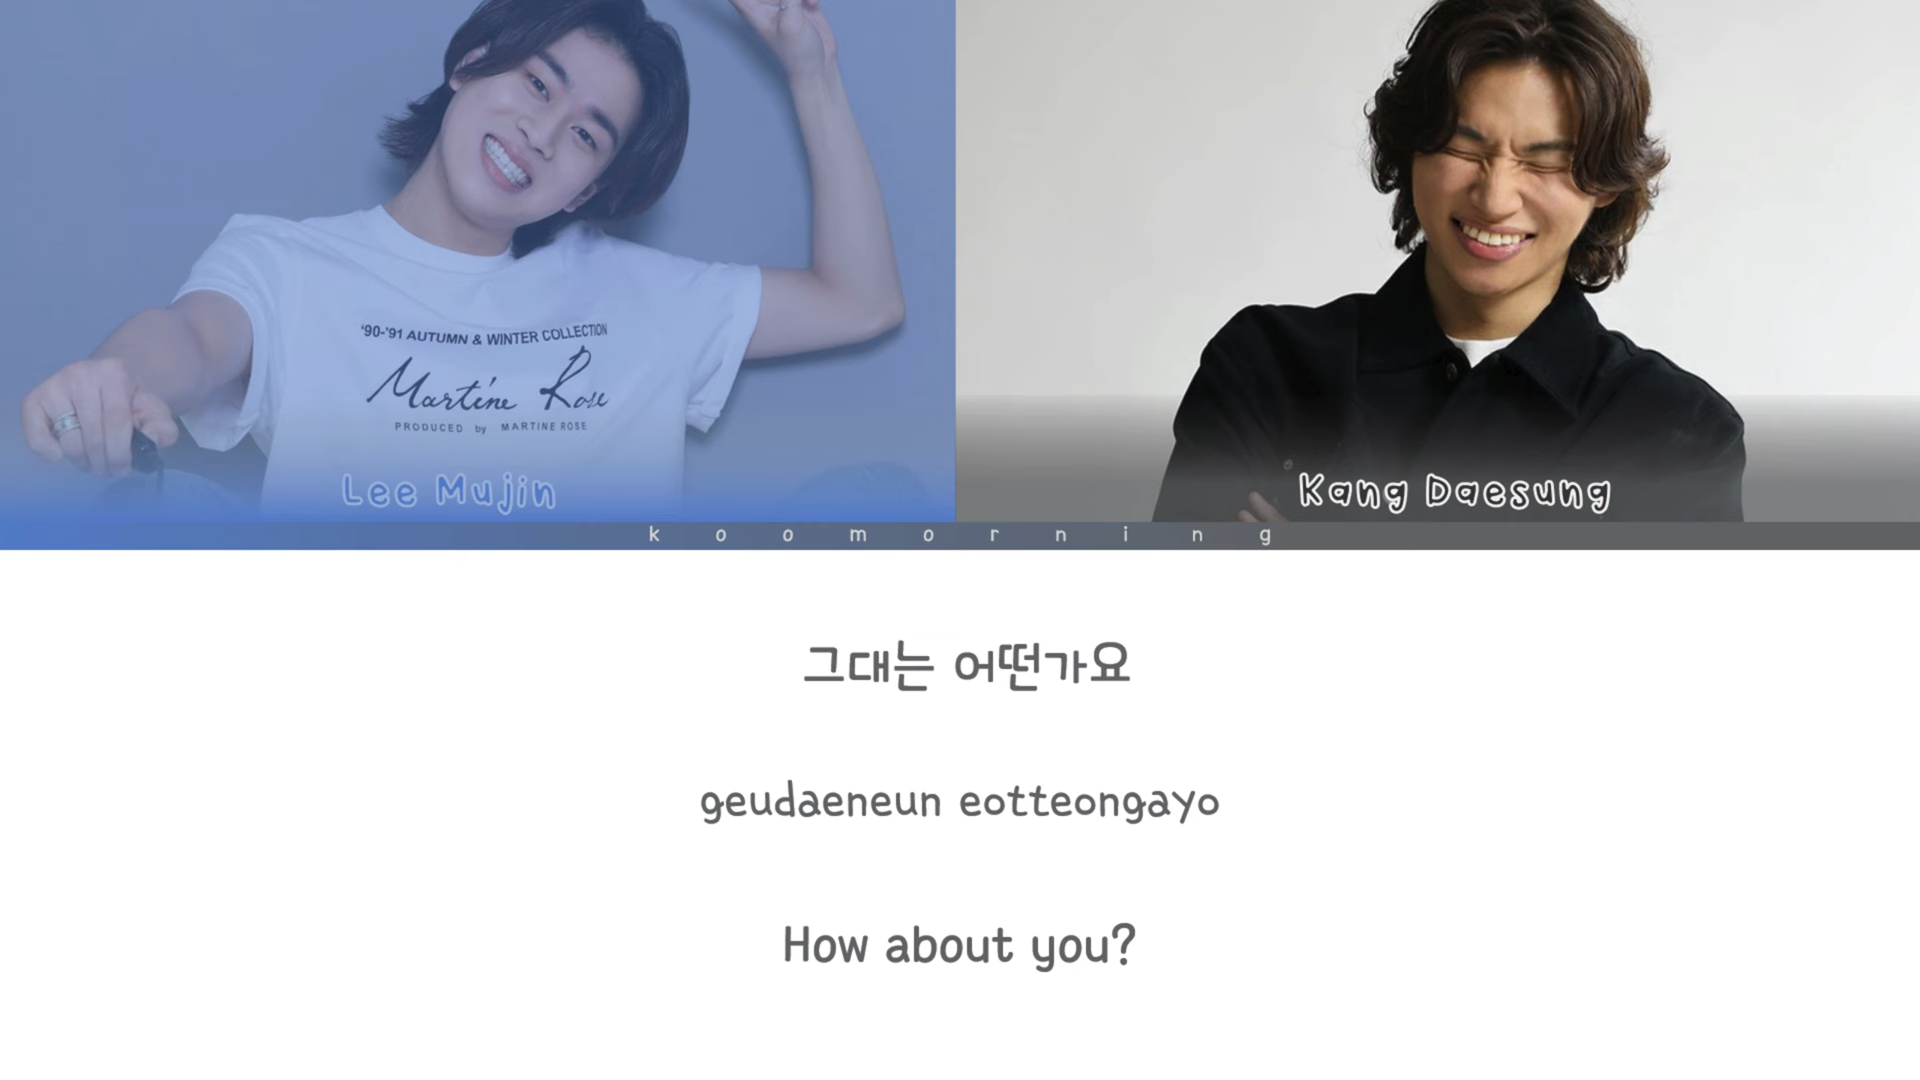 '90-'91 AUTUMN & WINTER COLLECTION
Martine Rose
PRODUCED by MARTINE ROSE
Lee Mujin
Kang Daesung
koomorning
그대는 어떤가요
geudaeneun eotteongayo
How about you?